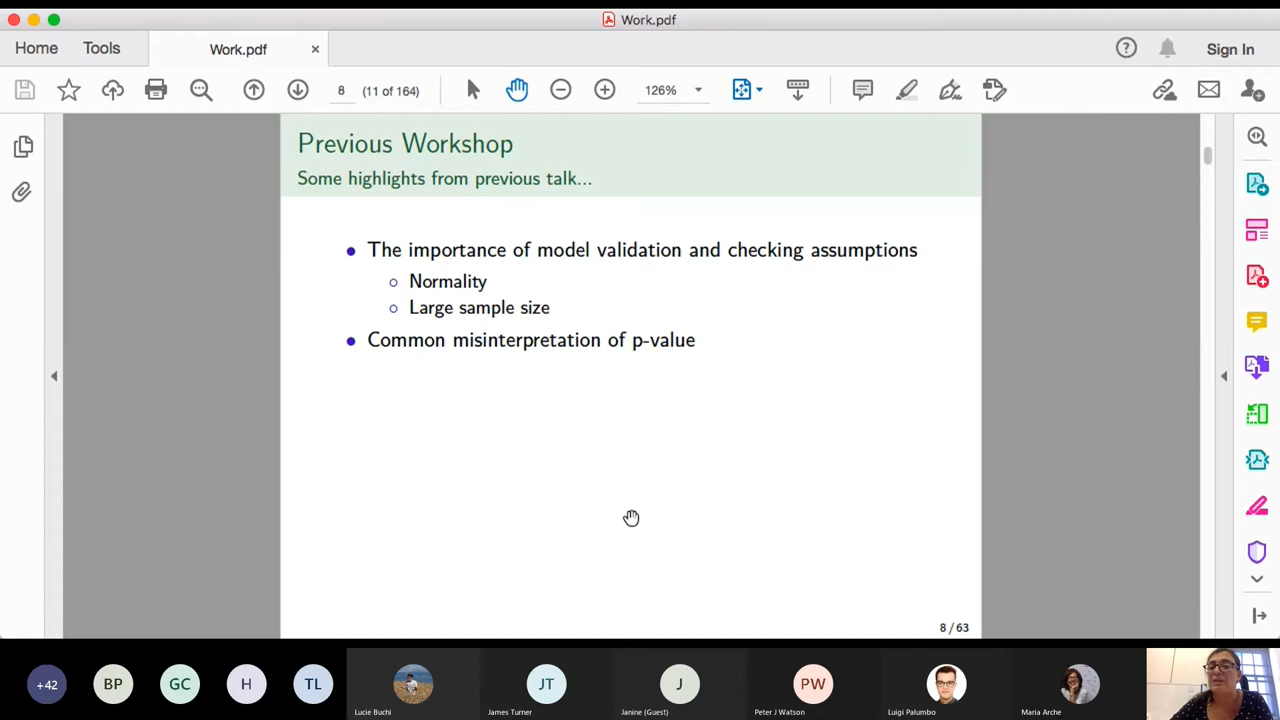 Work.pdf
Home
Tools
Work.pdf
Sign In
8
(11 of 164)
126%
Previous Workshop
Some highlights from previous talk...
The importance of model validation and checking assumptions
Normality
Large sample size
Common misinterpretation of p-value
8 / 63
+42
BP
GC
H
TL
JT
J
PW
Lucie Buchi
James Turner
Janine (Guest)
Peter J Watson
Luigi Palumbo
Maria Arche